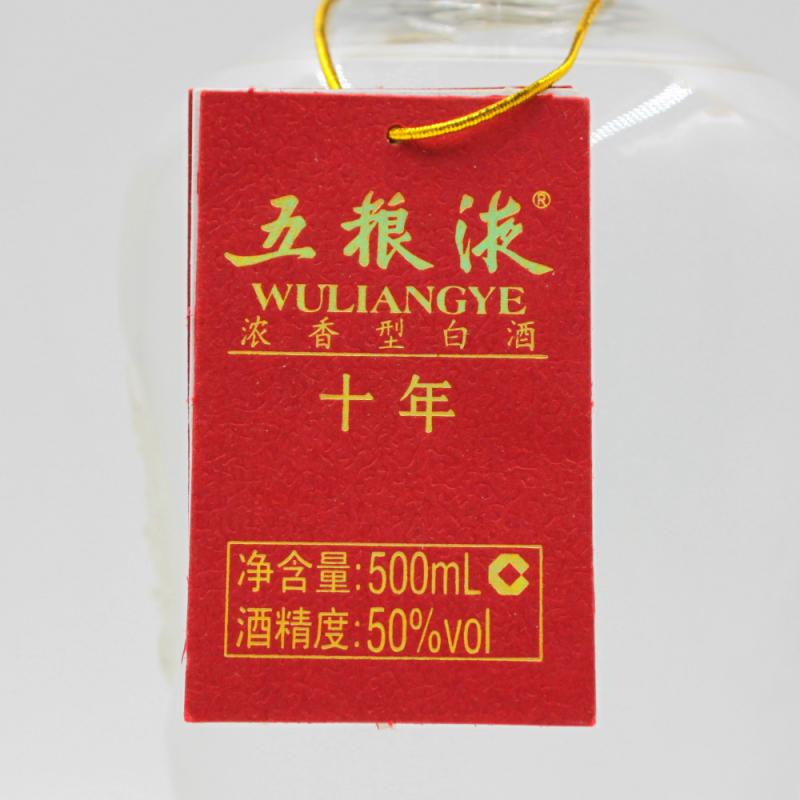 五粮液®
WULIANGYE
浓香型白酒
十年
净含量:500mL
酒精度:50%vol